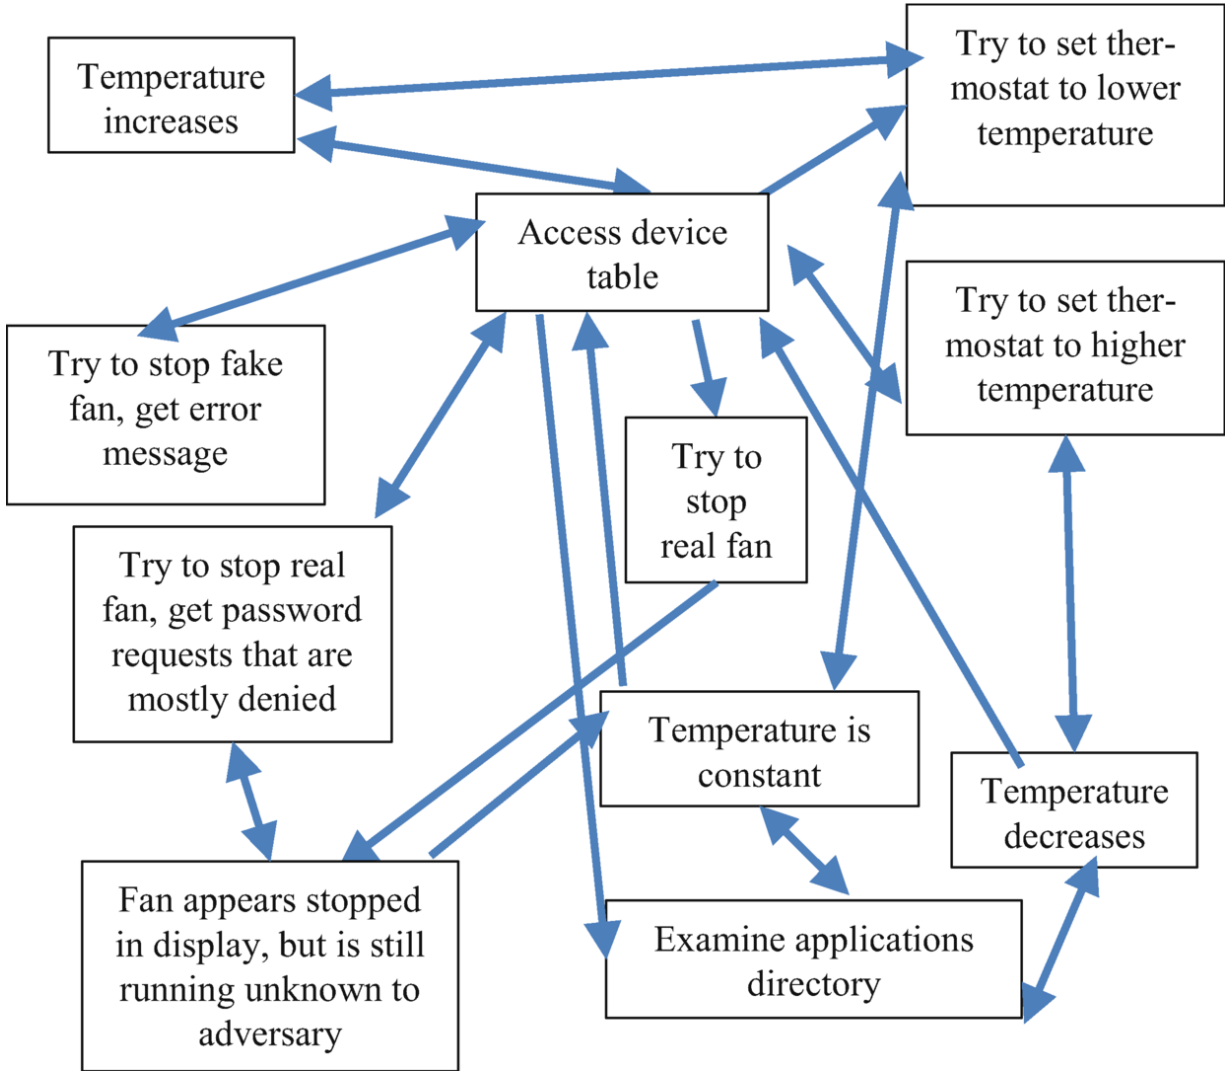 Temperature
increases
Try to set ther-
mostat to lower
temperature
Access device
table
Try to set ther-
mostat to higher
temperature
Try to stop fake
fan, get error
message
Try to
stop
real fan
Try to stop real
fan, get password
requests that are
mostly denied
Temperature is
constant
Temperature
decreases
Fan appears stopped
in display, but is still
running unknown to
adversary
Examine applications
directory